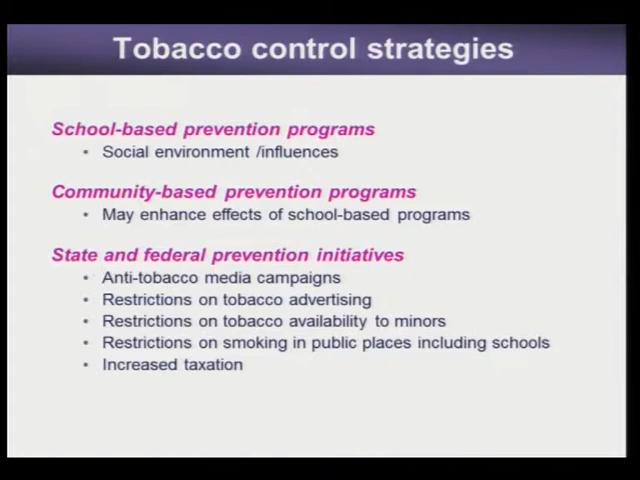 Tobacco control strategies
School-based prevention programs
• Social environment /influences
Community-based prevention programs
• May enhance effects of school-based programs
State and federal prevention initiatives
• Anti-tobacco media campaigns
• Restrictions on tobacco advertising
• Restrictions on tobacco availability to minors
• Restrictions on smoking in public places including schools
• Increased taxation